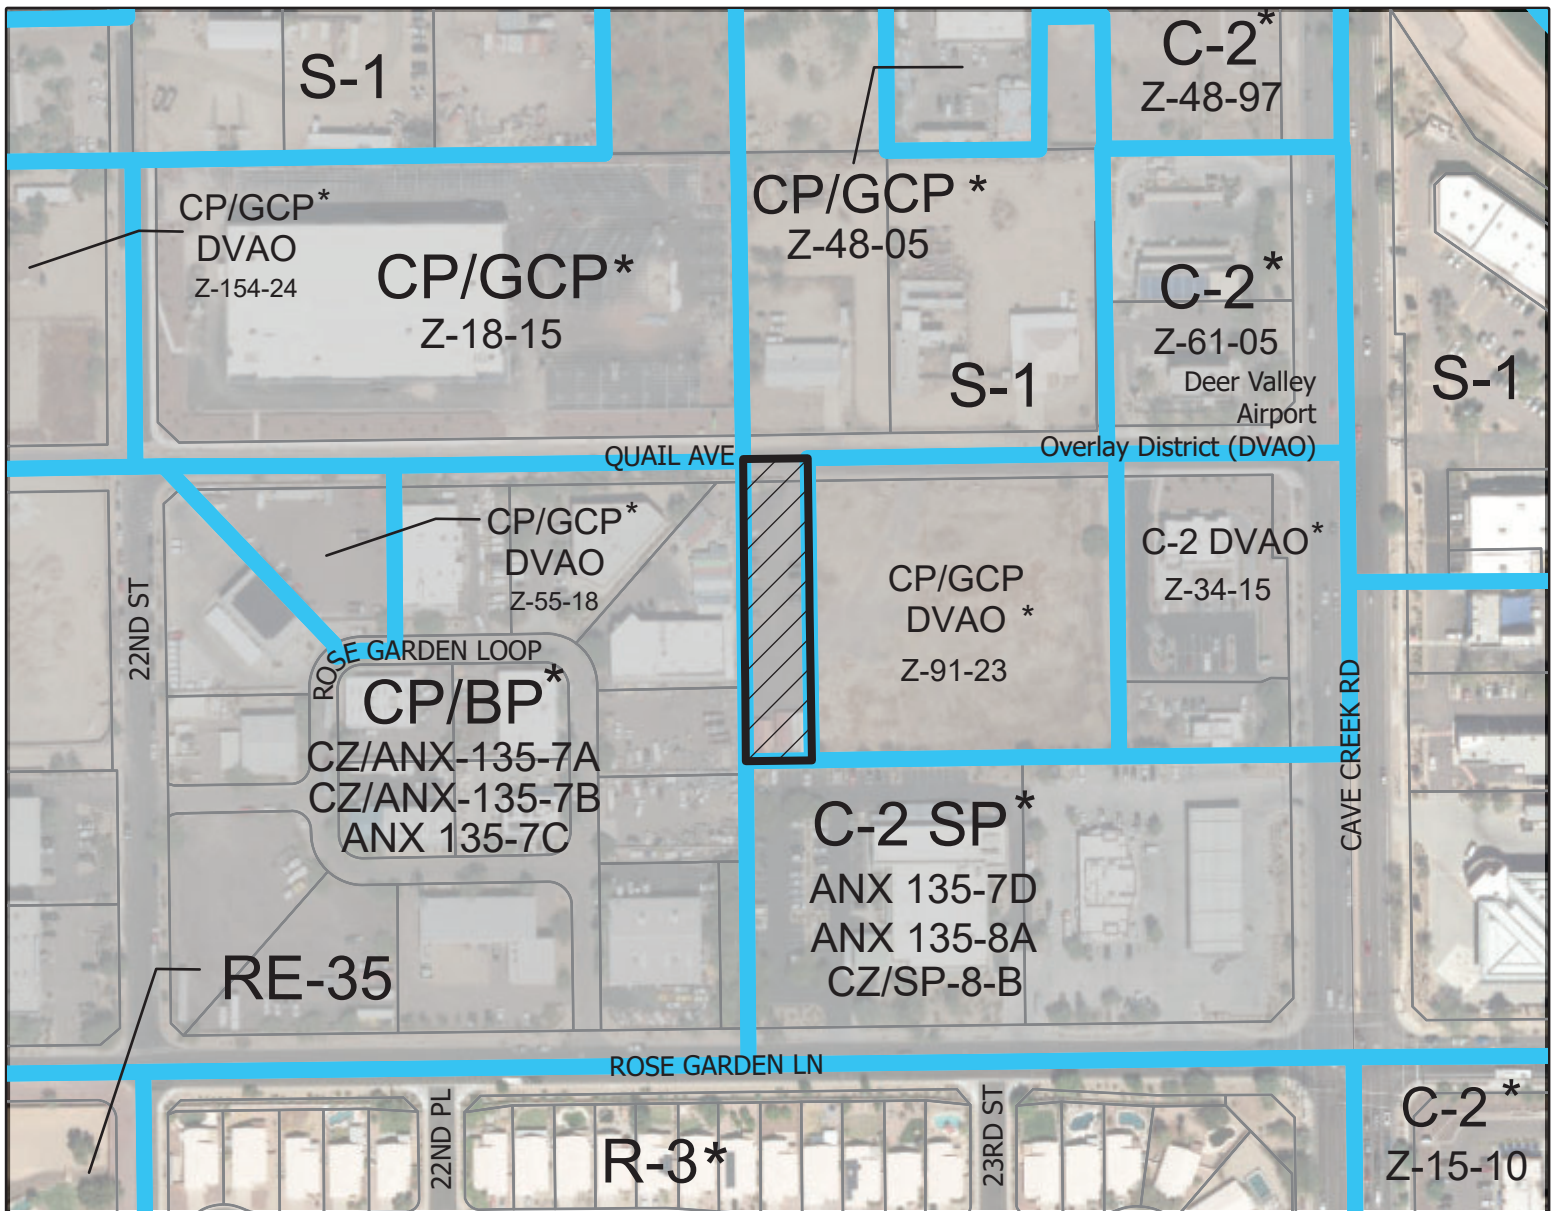 S-1
C-2*
Z-48-97
CP/GCP*
DVAO
Z-154-24
CP/GCP*
Z-18-15
CP/GCP *
Z-48-05
C-2*
Z-61-05
S-1
S-1
Deer Valley
Airport
Overlay District (DVAO)
QUAIL AVE
CP/GCP*
DVAO
Z-55-18
CP/GCP
DVAO *
Z-91-23
C-2 DVAO*
Z-34-15
22ND ST
ROSE GARDEN LOOP
CP/BP*
CZ/ANX-135-7A
CZ/ANX-135-7B
ANX 135-7C
CAVE CREEK RD
C-2 SP*
ANX 135-7D
ANX 135-8A
CZ/SP-8-B
RE-35
ROSE GARDEN LN
22ND PL
R-3*
23RD ST
C-2 *
Z-15-10